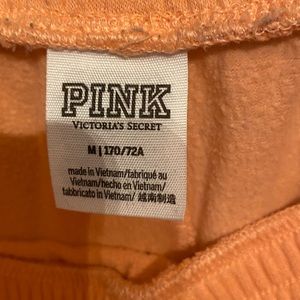 PINK
VICTORIA'S SECRET
M | 170/72A
made in Vietnam/fabriqué au
Vietnam/hecho en Vietnam/
fabbricato in Vietnam/ 越南制造